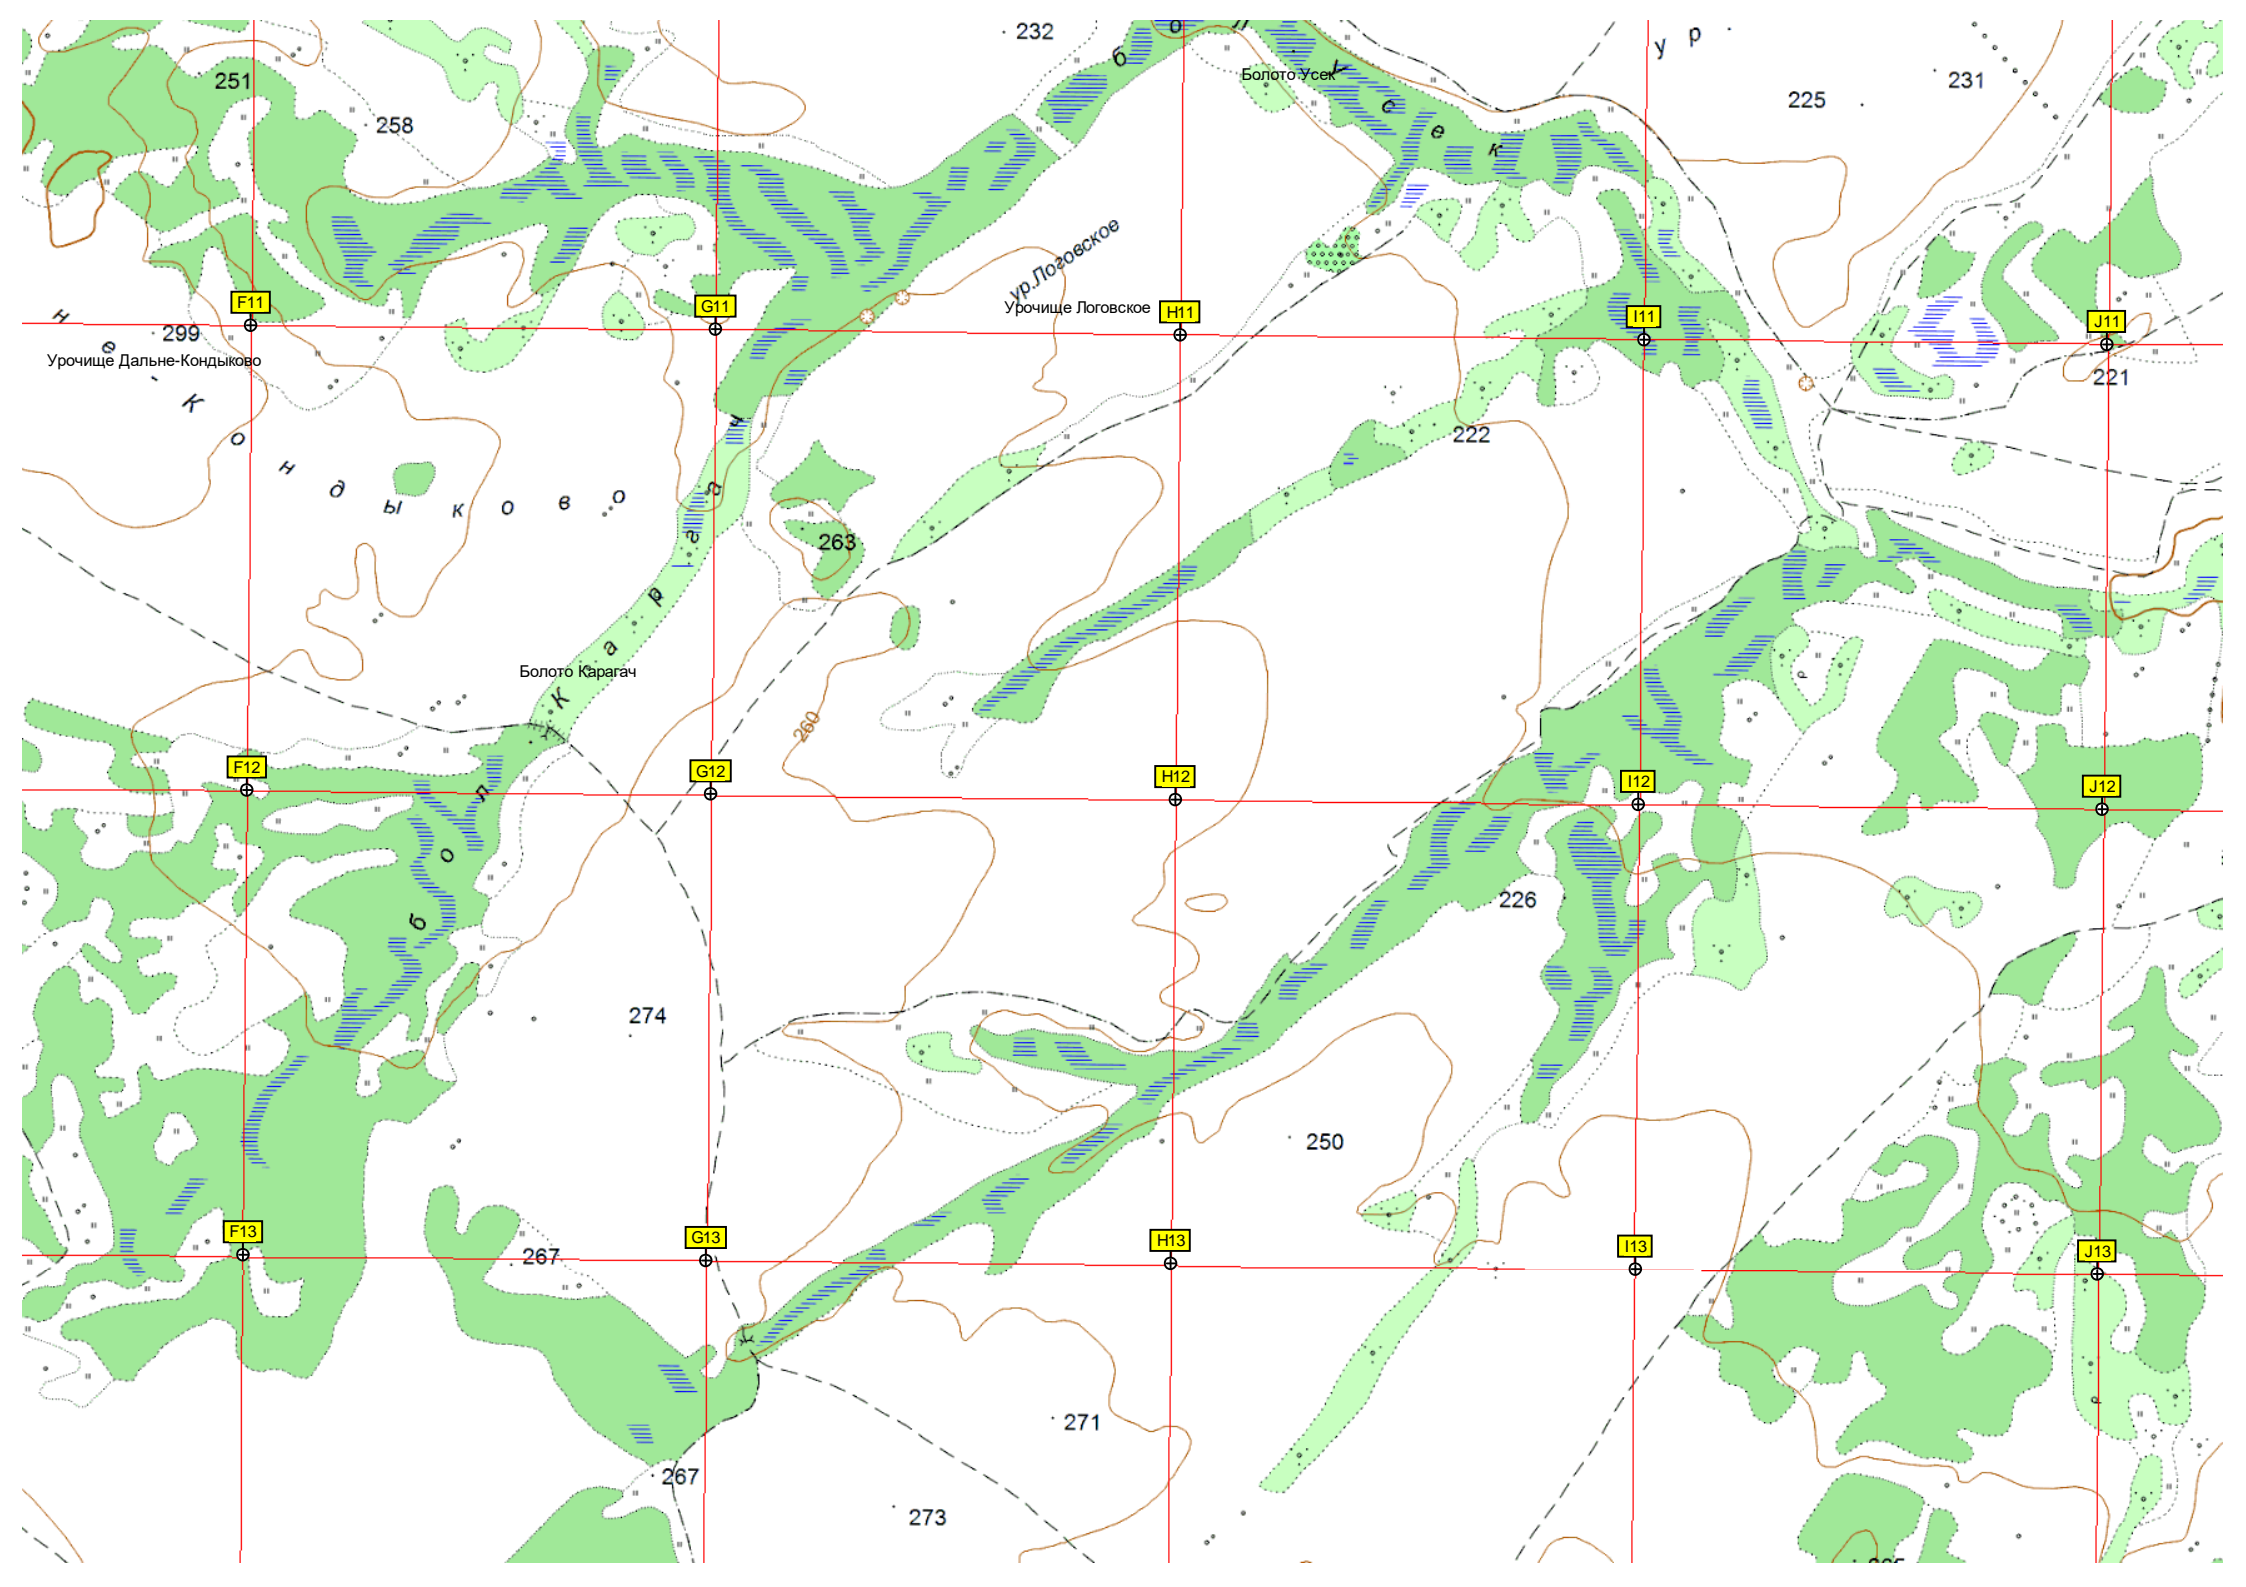 232
б о л
у р
251
Болото Усек
У с е к
231
225
258
ур.Логовское
F11
G11
Урочище Логовское
H11
I11
J11
299
Урочище Дальне-Кондыково
н е - К о н д ы к о в о
221
222
263
Болото Карагач
б о л . К а р а г а ч
260
р
F12
G12
H12
I12
J12
226
274
250
F13
G13
H13
I13
J13
267
р
271
267
273